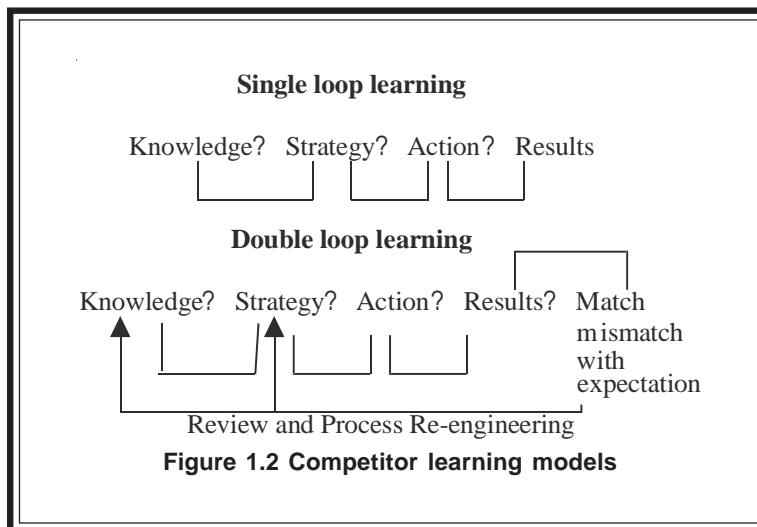 Single loop learning
Knowledge? Strategy? Action? Results
Double loop learning
Knowledge? Strategy? Action? Results? Match
mismatch
with
expectation
Review and Process Re-engineering
Figure 1.2 Competitor learning models